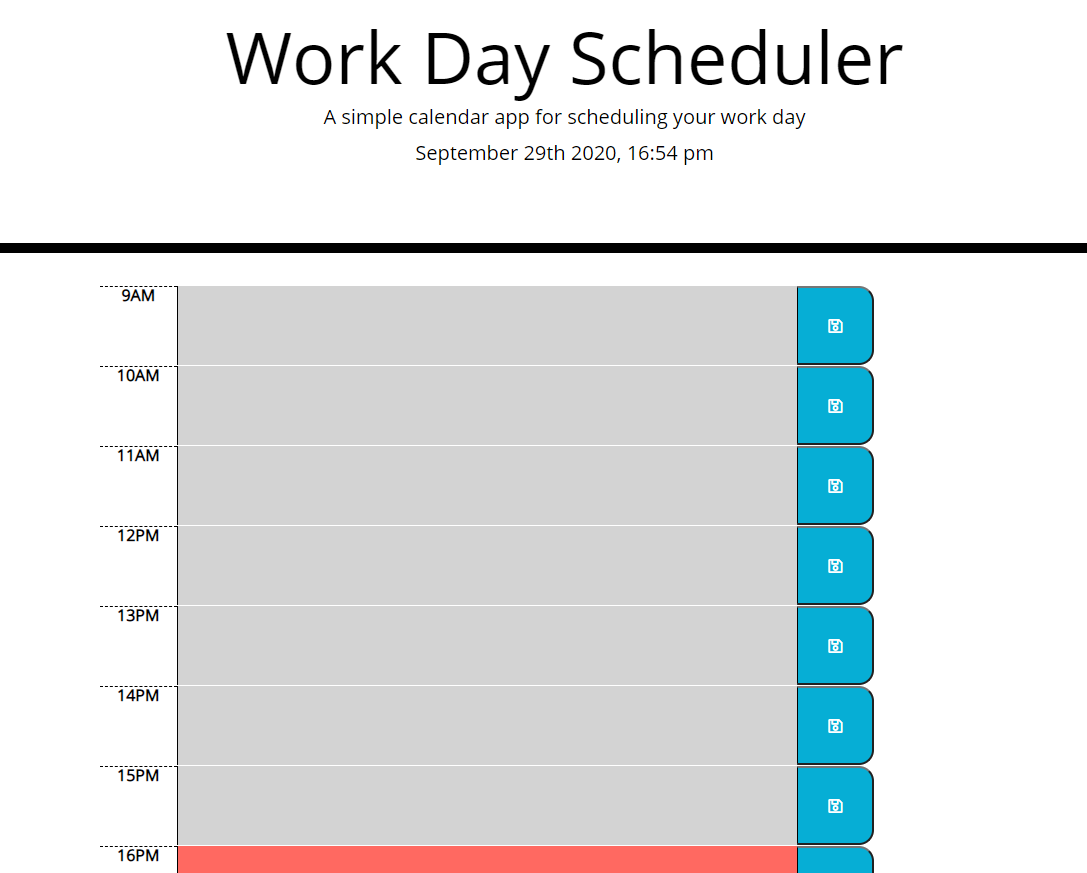 Work Day Scheduler
A simple calendar app for scheduling your work day
September 29th 2020, 16:54 pm
9AM
10AM
11AM
12PM
13PM
14PM
15PM
16PM